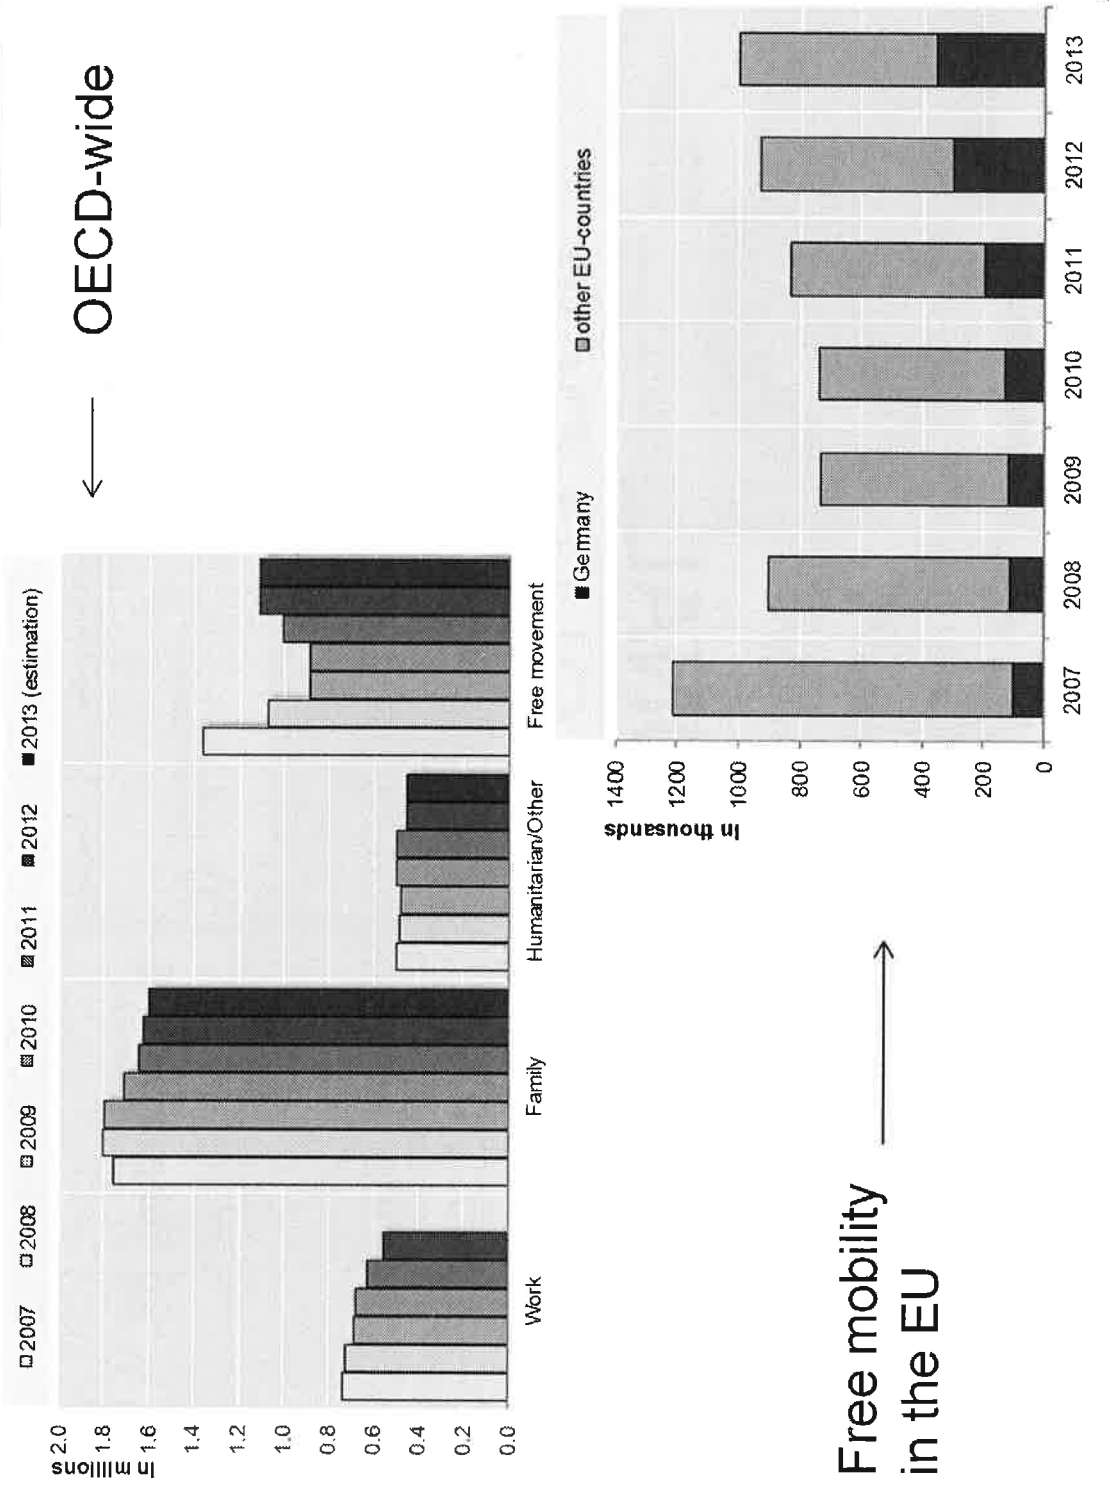 OECD-wide
2007 2008 2009 2010 2011 2012 2013 (estimation)
In millions
2.0
1.8
1.6
1.4
1.2
1.0
0.8
0.6
0.4
0.2
0.0
Work Family Humanitarian/Other Free movement
Free mobility
in the EU
Germany other EU-countries
In thousands
1400
1200
1000
800
600
400
200
0
2007 2008 2009 2010 2011 2012 2013